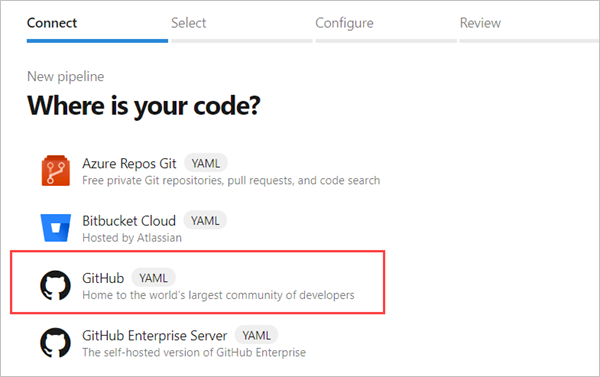 Connect Select Configure Review
New pipeline
Where is your code?
Azure Repos Git YAML
Free private Git repositories, pull requests, and code search
Bitbucket Cloud YAML
Hosted by Atlassian
GitHub YAML
Home to the world's largest community of developers
GitHub Enterprise Server YAML
The self-hosted version of GitHub Enterprise